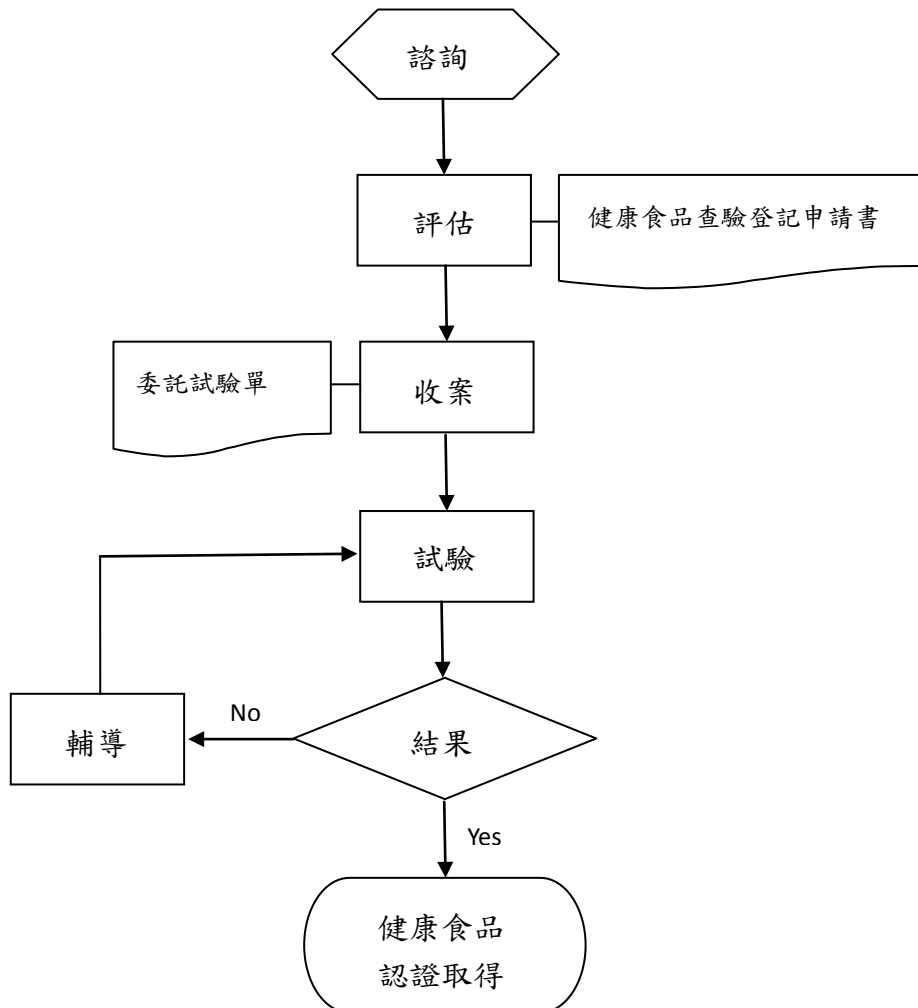 諮詢
評估
健康食品查驗登記申請書
委託試驗單
收案
試驗
輔導
No
結果
Yes
健康食品
認證取得